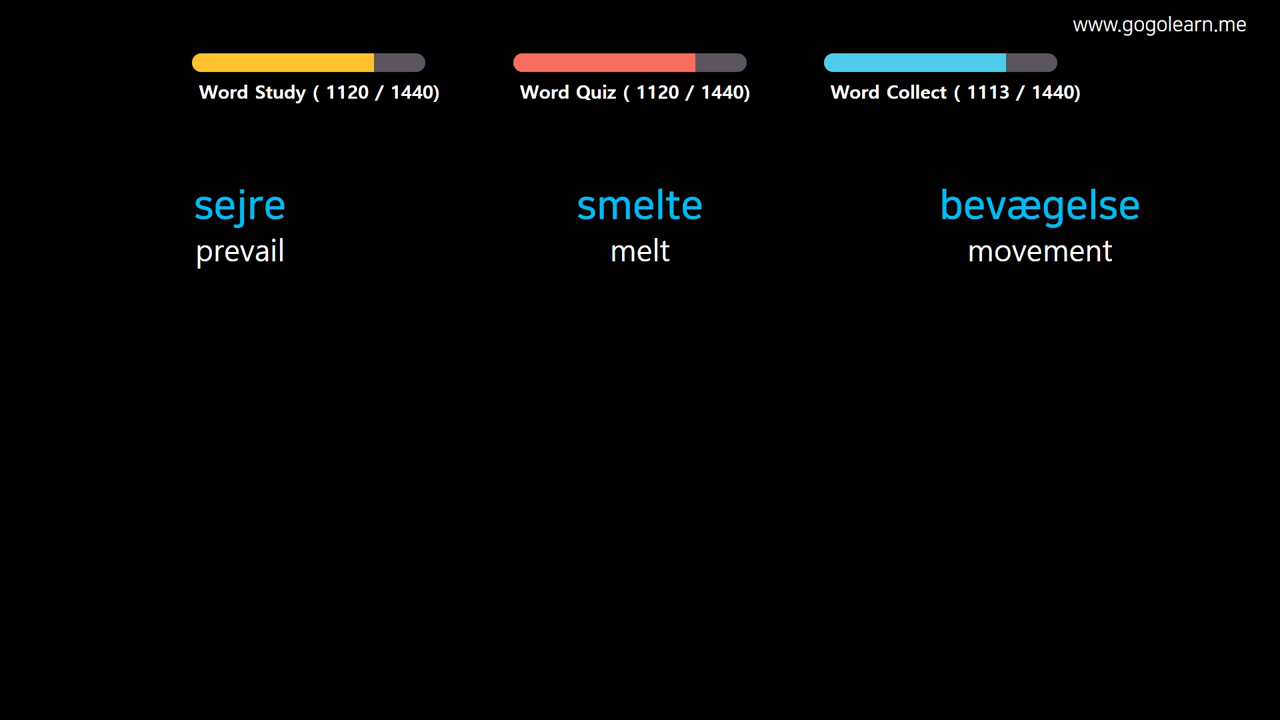 www.gogolearn.me
Word Study ( 1120 / 1440)
Word Quiz ( 1120 / 1440)
Word Collect ( 1113 / 1440)
sejre
prevail
smelte
melt
bevægelse
movement